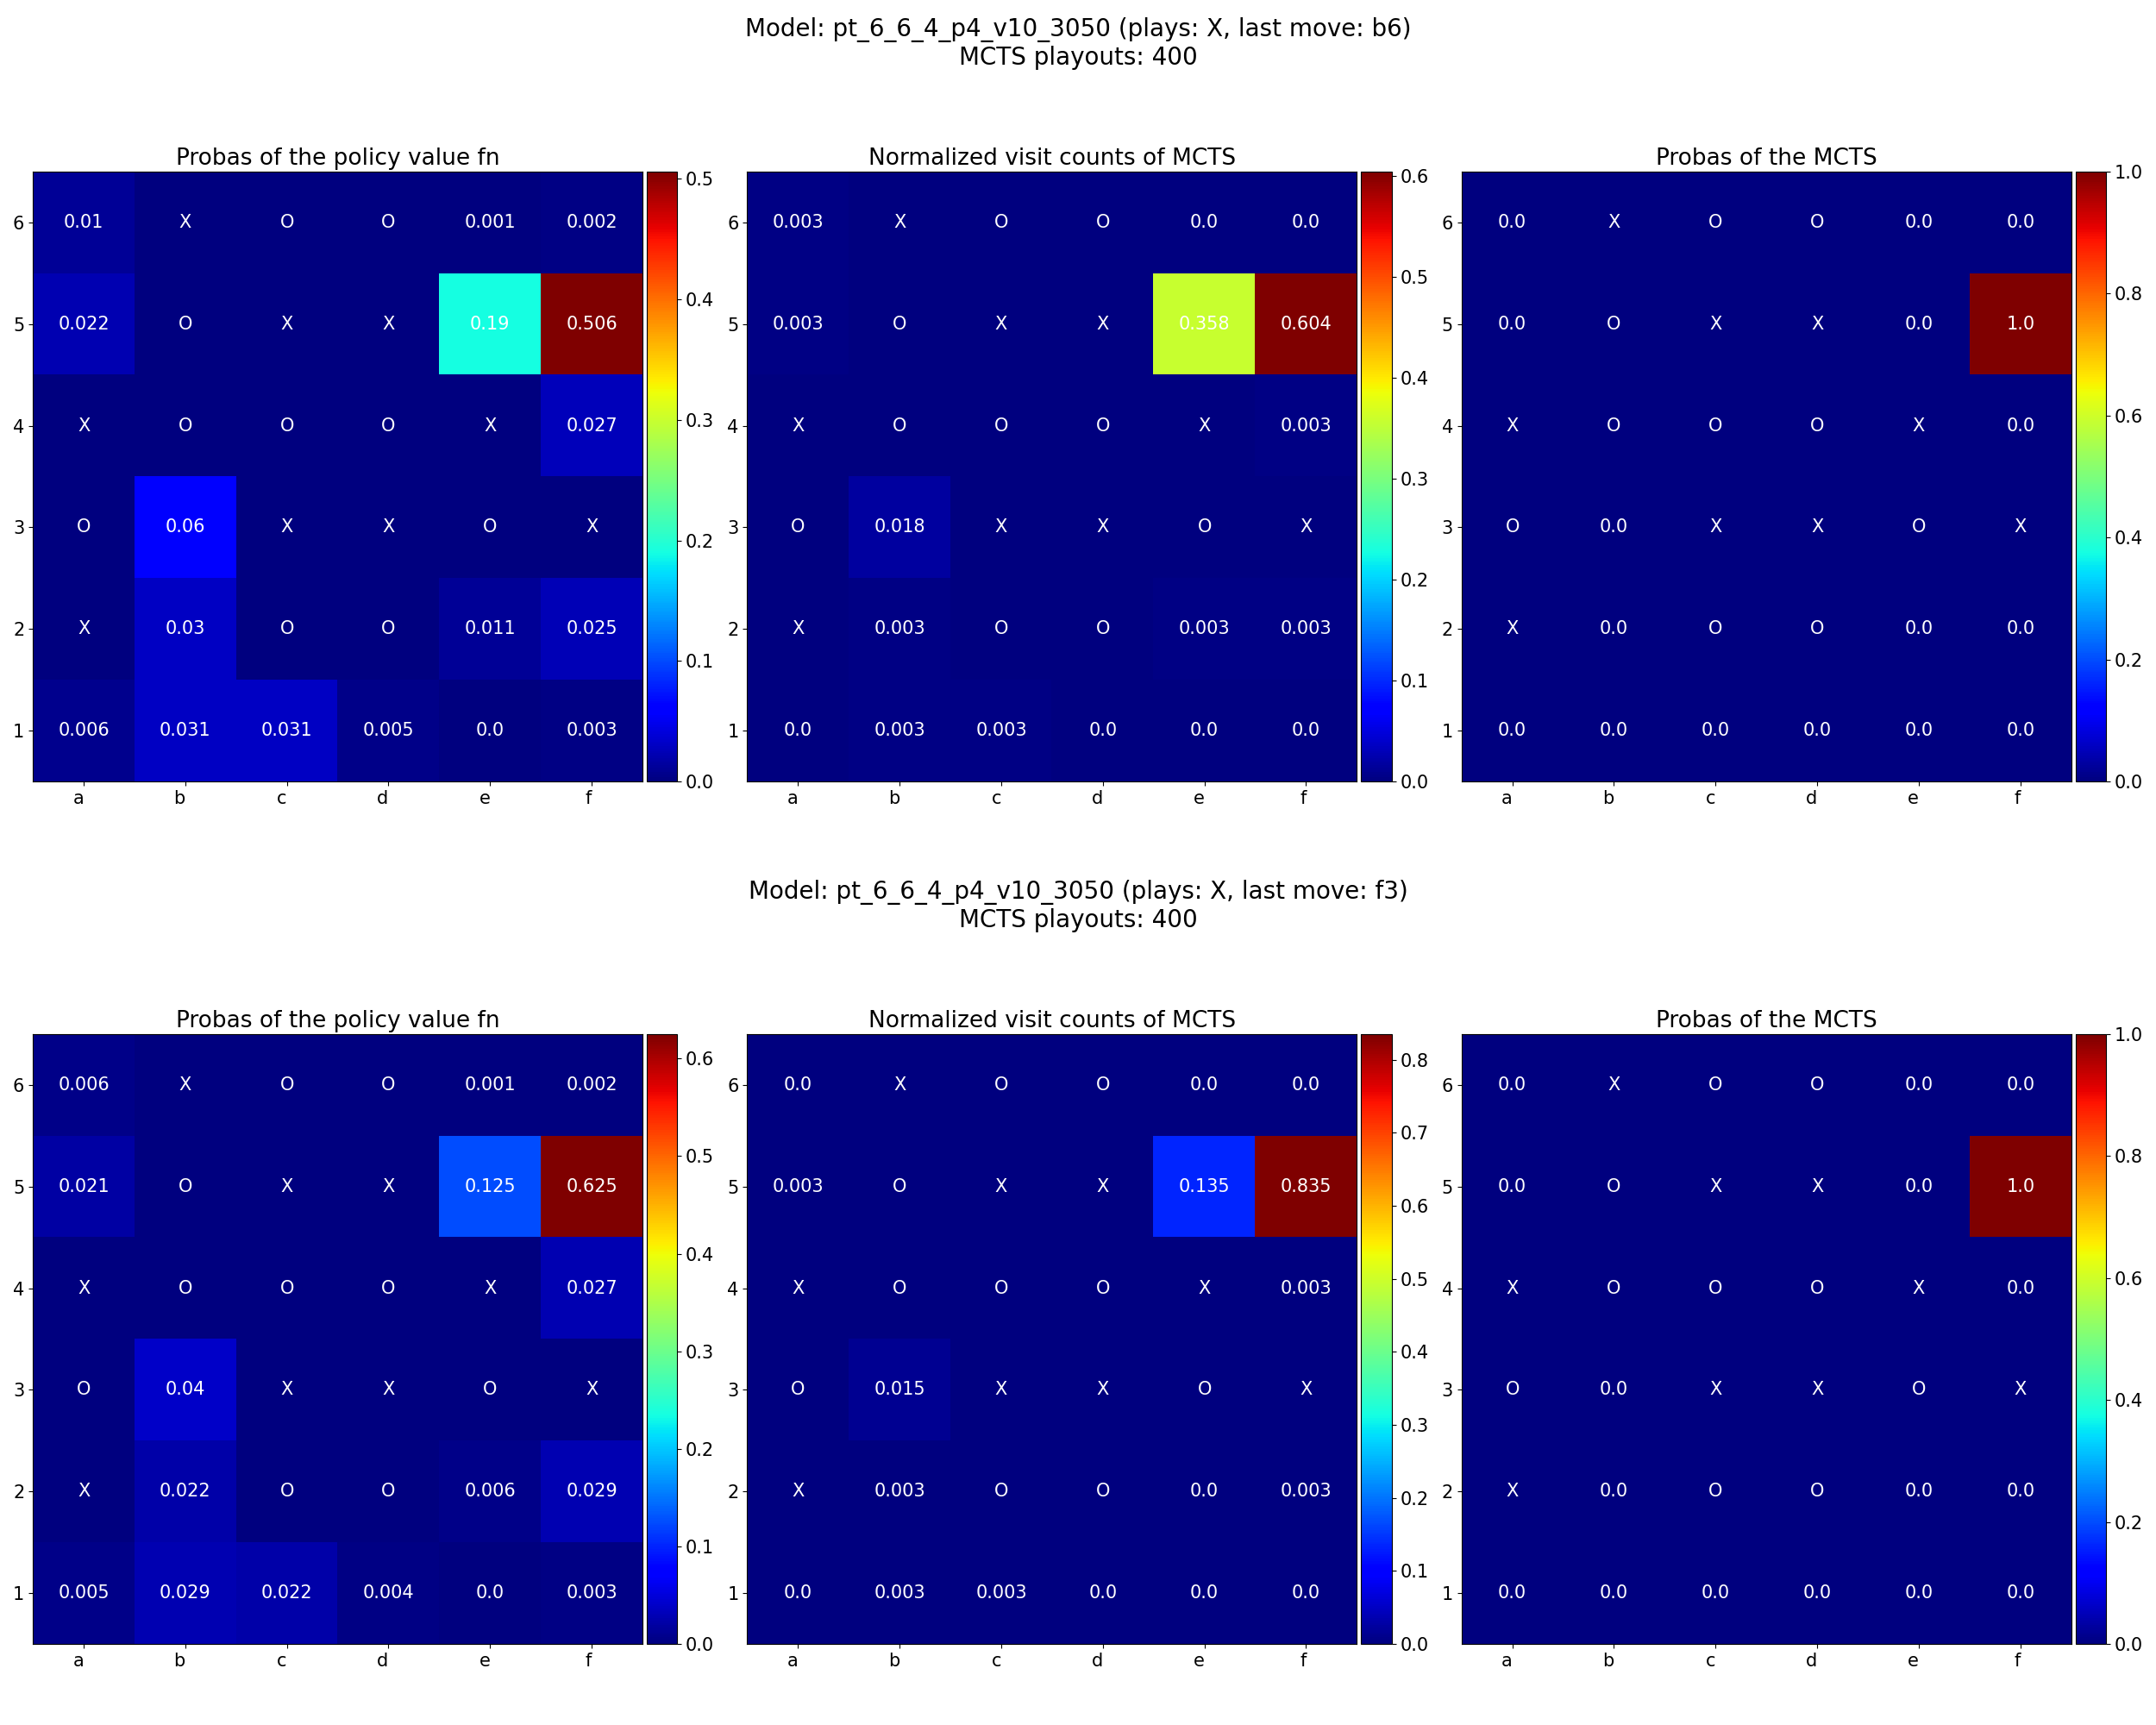 Model: pt_6_6_4_p4_v10_3050 (plays: X, last move: b6)
MCTS playouts: 400
Probas of the policy value fn
6 0.01 X O O 0.001 0.002
5 0.022 O X X 0.19 0.506
4 X O O O X 0.027
3 O 0.06 X X O X
2 X 0.03 O O 0.011 0.025
1 0.006 0.031 0.031 0.005 0.0 0.003
a b c d e f
0.5
0.4
0.3
0.2
0.1
0.0
Normalized visit counts of MCTS
6 0.003 X O O 0.0 0.0
5 0.003 O X X 0.358 0.604
4 X O O O X 0.003
3 O 0.018 X X O X
2 X 0.003 O O 0.003 0.003
1 0.0 0.003 0.003 0.0 0.0 0.0
a b c d e f
0.6
0.5
0.4
0.3
0.2
0.1
0.0
Probas of the MCTS
6 0.0 X O O 0.0 0.0
5 0.0 O X X 0.0 1.0
4 X O O O X 0.0
3 O 0.0 X X O X
2 X 0.0 O O 0.0 0.0
1 0.0 0.0 0.0 0.0 0.0 0.0
a b c d e f
1.0
0.8
0.6
0.4
0.2
0.0
Model: pt_6_6_4_p4_v10_3050 (plays: X, last move: f3)
MCTS playouts: 400
Probas of the policy value fn
6 0.006 X O O 0.001 0.002
5 0.021 O X X 0.125 0.625
4 X O O O X 0.027
3 O 0.04 X X O X
2 X 0.022 O O 0.006 0.029
1 0.005 0.029 0.022 0.004 0.0 0.003
a b c d e f
0.6
0.5
0.4
0.3
0.2
0.1
0.0
Normalized visit counts of MCTS
6 0.0 X O O 0.0 0.0
5 0.003 O X X 0.135 0.835
4 X O O O X 0.003
3 O 0.015 X X O X
2 X 0.003 O O 0.0 0.003
1 0.0 0.003 0.003 0.0 0.0 0.0
a b c d e f
0.8
0.7
0.6
0.5
0.4
0.3
0.2
0.1
0.0
Probas of the MCTS
6 0.0 X O O 0.0 0.0
5 0.0 O X X 0.0 1.0
4 X O O O X 0.0
3 O 0.0 X X O X
2 X 0.0 O O 0.0 0.0
1 0.0 0.0 0.0 0.0 0.0 0.0
a b c d e f
1.0
0.8
0.6
0.4
0.2
0.0